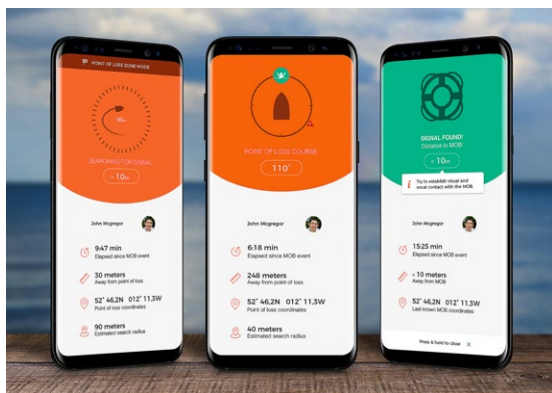 POINT OF LOSS ZONE MODE
90m
SEARCHING FOR SIGNAL
> 10m
John Mcgregor
9:47 min
Elapsed since MOB event
30 meters
Away from point of loss
52° 46,2N 012° 11,3W
Point of loss coordinates
90 meters
Estimated search radius
POINT OF LOSS COURSE
110°
John Mcgregor
6:18 min
Elapsed since MOB event
248 meters
Away from point of loss
52° 46,2N 012° 11,3W
Point of loss coordinates
40 meters
Estimated search radius
SIGNAL FOUND!
Distance to MOB:
< 10m
Try to establish visual and
vocal contact with the MOB.
John Mcgregor
15:25 min
Elapsed since MOB event
< 10 meters
Away from MOB
52° 46,2N 012° 11,3W
Last known MOB coordinates
Press & hold to close X